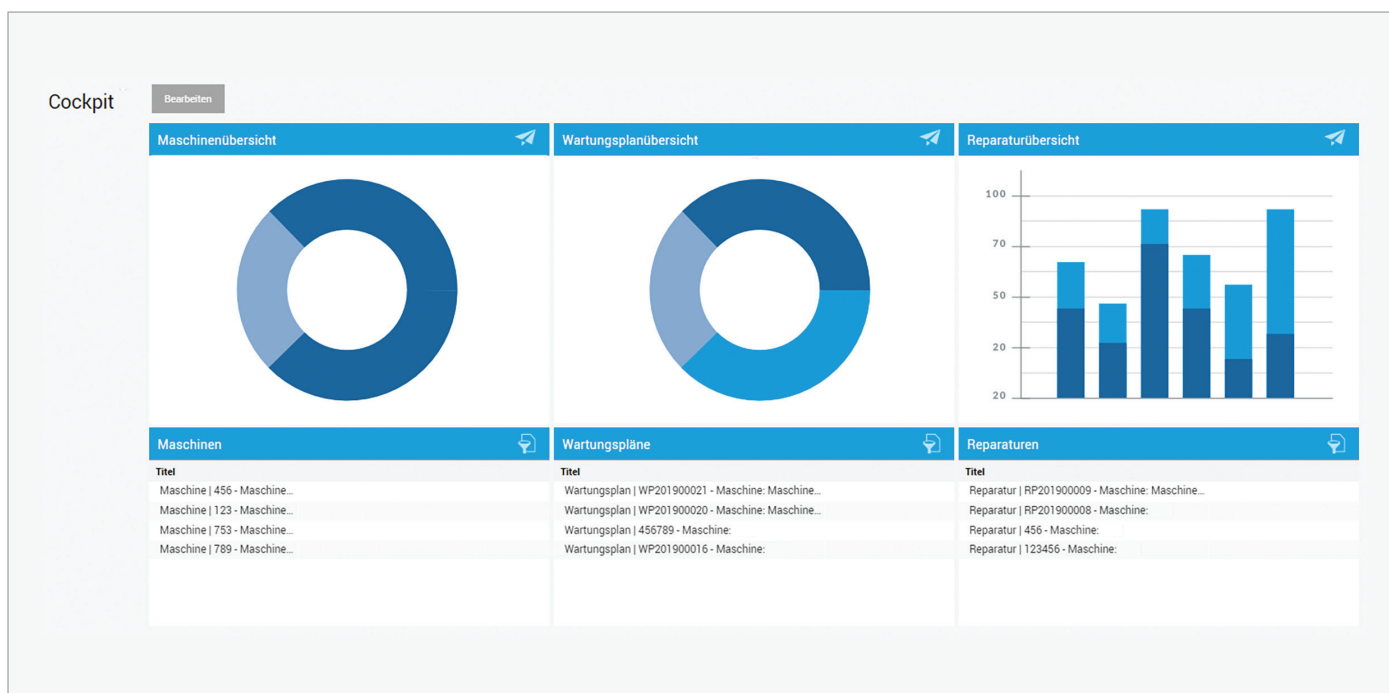 Cockpit
Bearbeiten
Maschinenübersicht
Wartungsplanübersicht
Reparaturübersicht
100
70
50
20
20
Maschinen
Titel
Maschine | 456 - Maschine...
Maschine | 123 - Maschine...
Maschine | 753 - Maschine...
Maschine | 789 - Maschine...
Wartungspläne
Titel
Wartungsplan | WP201900021 - Maschine: Maschine...
Wartungsplan | WP201900020 - Maschine: Maschine...
Wartungsplan | 456789 - Maschine:
Wartungsplan | WP201900016 - Maschine:
Reparaturen
Titel
Reparatur | RP201900009 - Maschine: Maschine...
Reparatur | RP201900008 - Maschine:
Reparatur | 456 - Maschine:
Reparatur | 123456 - Maschine: